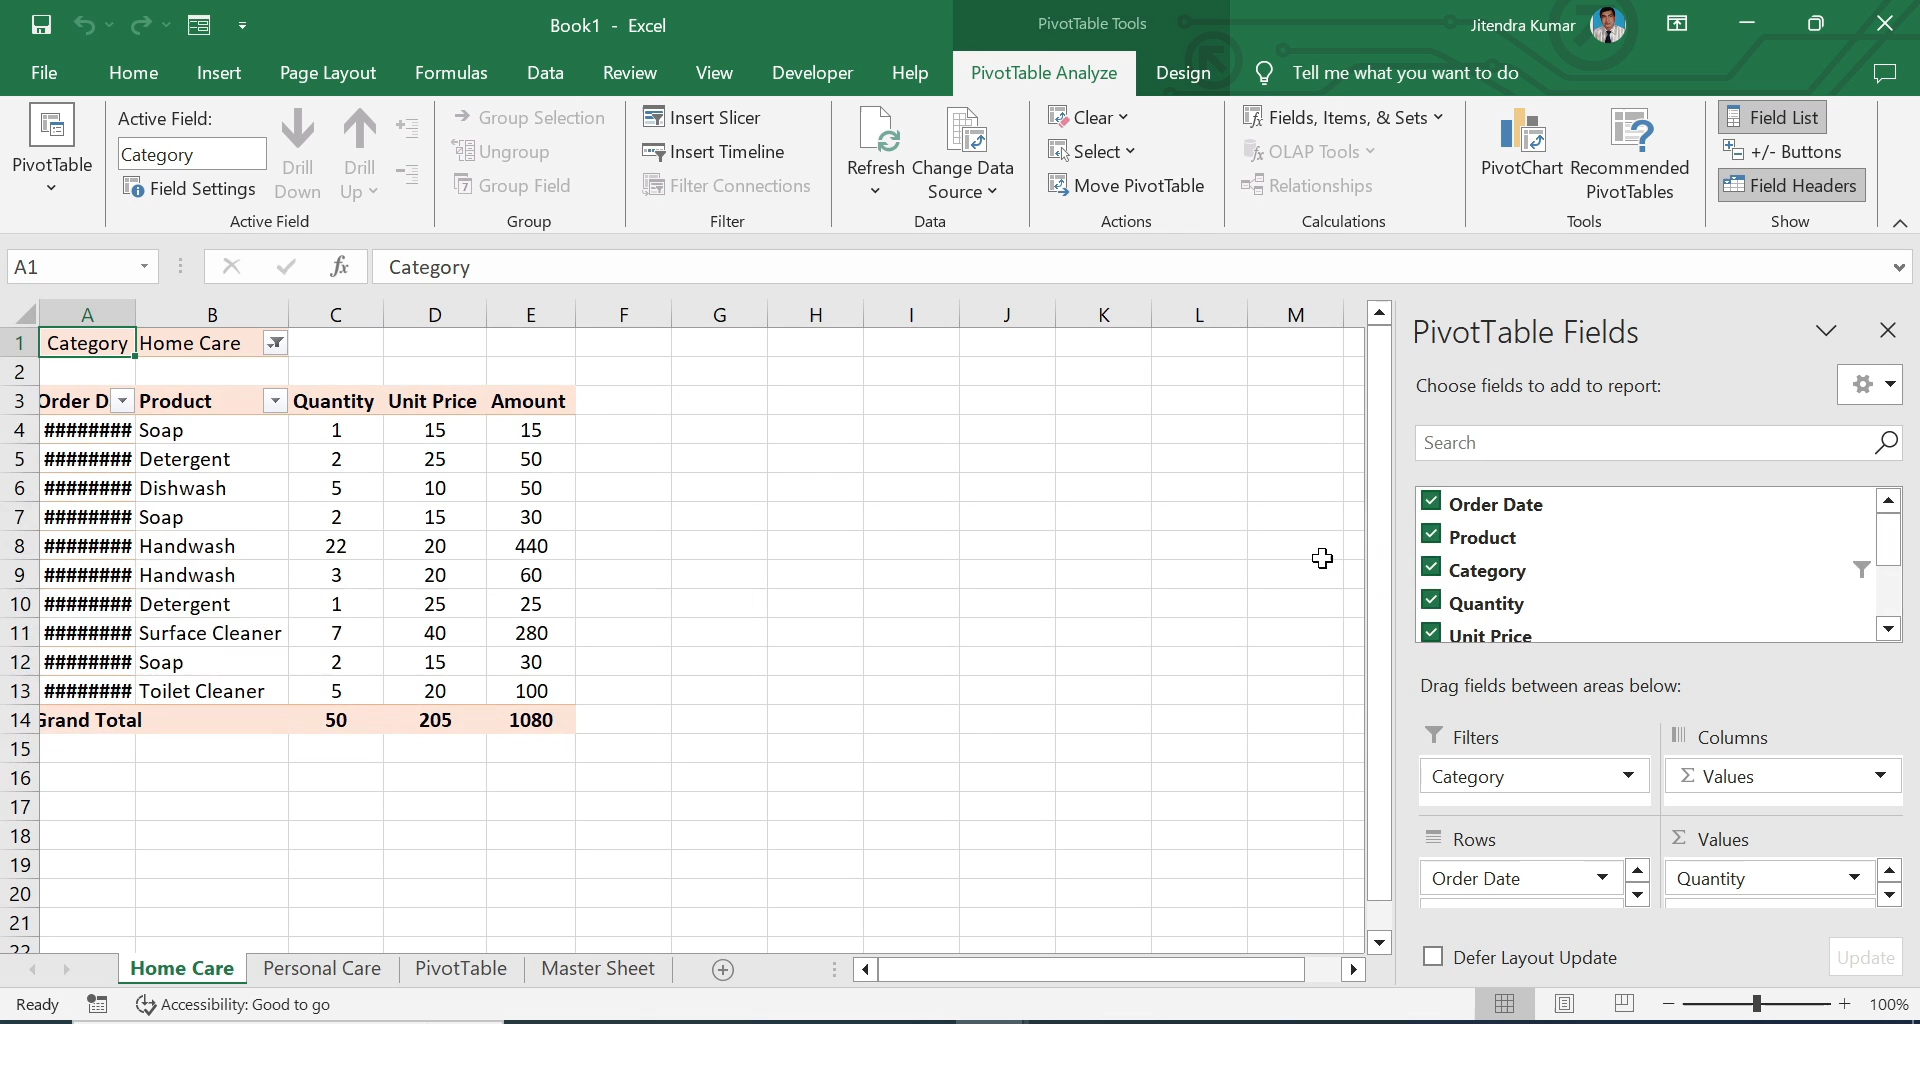 Book1 - Excel
PivotTable Tools
Jitendra Kumar
File Home Insert Page Layout Formulas Data Review View Developer Help PivotTable Analyze Design Tell me what you want to do
PivotTable
Active Field:
Category
Field Settings
Drill Down
Drill Up
Active Field
Group Selection
Ungroup
Group Field
Group
Insert Slicer
Insert Timeline
Filter Connections
Filter
Refresh
Change Data Source
Data
Clear
Select
Move PivotTable
Actions
Fields, Items, & Sets
OLAP Tools
Relationships
Calculations
PivotChart
Recommended PivotTables
Tools
Field List
+/- Buttons
Field Headers
Show
A1 fx Category
A B C D E F G H I J K L M
1 Category Home Care
2
3 Order D Product Quantity Unit Price Amount
4 ######## Soap 1 15 15
5 ######## Detergent 2 25 50
6 ######## Dishwash 5 10 50
7 ######## Soap 2 15 30
8 ######## Handwash 22 20 440
9 ######## Handwash 3 20 60
10 ######## Detergent 1 25 25
11 ######## Surface Cleaner 7 40 280
12 ######## Soap 2 15 30
13 ######## Toilet Cleaner 5 20 100
14 Grand Total 50 205 1080
15
16
17
18
19
20
21
22
PivotTable Fields
Choose fields to add to report:
Search
Order Date
Product
Category
Quantity
Unit Price
Drag fields between areas below:
Filters
Category
Columns
Σ Values
Rows
Order Date
Σ Values
Quantity
Defer Layout Update Update
Home Care Personal Care PivotTable Master Sheet
Ready Accessibility: Good to go 100%